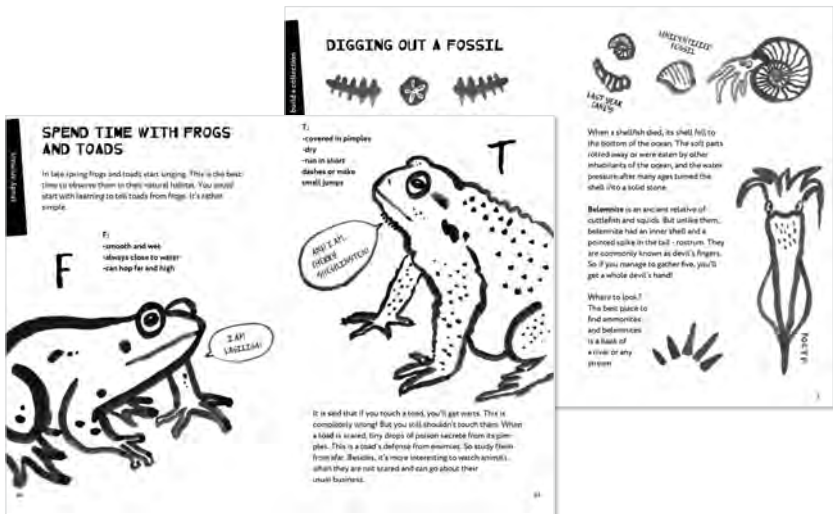 build a collection
DIGGING OUT A FOSSIL
UNIDENTIFIED
FOSSIL
LAST YEAR
When a shellfish died, its shell fell to
the bottom of the ocean. The soft parts
rotted away or were eaten by other
inhabitants of the ocean, and the water
pressure after many ages turned the
shell into a solid stone.
Belemnite is an ancient relative of
cuttlefish and squids. But unlike them,
belemnite had an inner shell and a
pointed spike in the tail - rostrum. They
are commonly known as devil's fingers.
So if you manage to gather five, you'll
get a whole devil's hand!
Where to look?
The best place to
find ammonites
and belemnites
is a bank of
a river or any
stream
study animals
SPEND TIME WITH FROGS
AND TOADS
In late spring frogs and toads start singing. This is the best
time to observe them in their natural habitat. You could
start with learning to tell toads from frogs. It's rather
simple.
F:
-smooth and wet
-always close to water
-can hop far and high
F
I AM
T:
-covered in pimples
-dry
-run in short
dashes or make
small jumps
T
AND I AM
It is said that if you touch a toad, you'll get warts. This is
completely wrong! But you still shouldn't touch them. When
a toad is scared, tiny drops of poison secrete from its pim-
ples. This is a toad's defense from enemies. So study them
from afar. Besides, it's more interesting to watch animals
when they are not scared and can go about their
usual business.